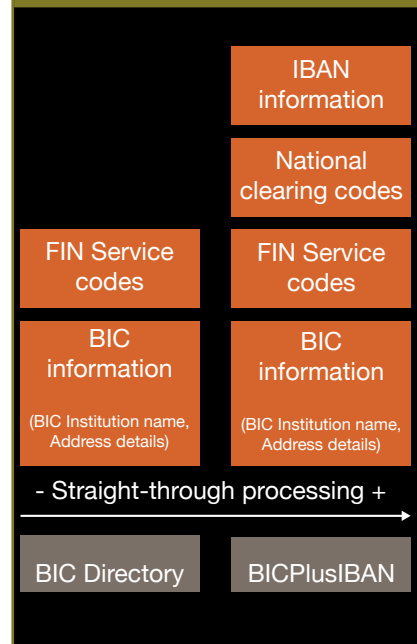 IBAN
information
National
clearing codes
FIN Service
codes
FIN Service
codes
BIC
information
(BIC Institution name,
Address details)
BIC
information
(BIC Institution name,
Address details)
- Straight-through processing +
BIC Directory
BICPlusIBAN